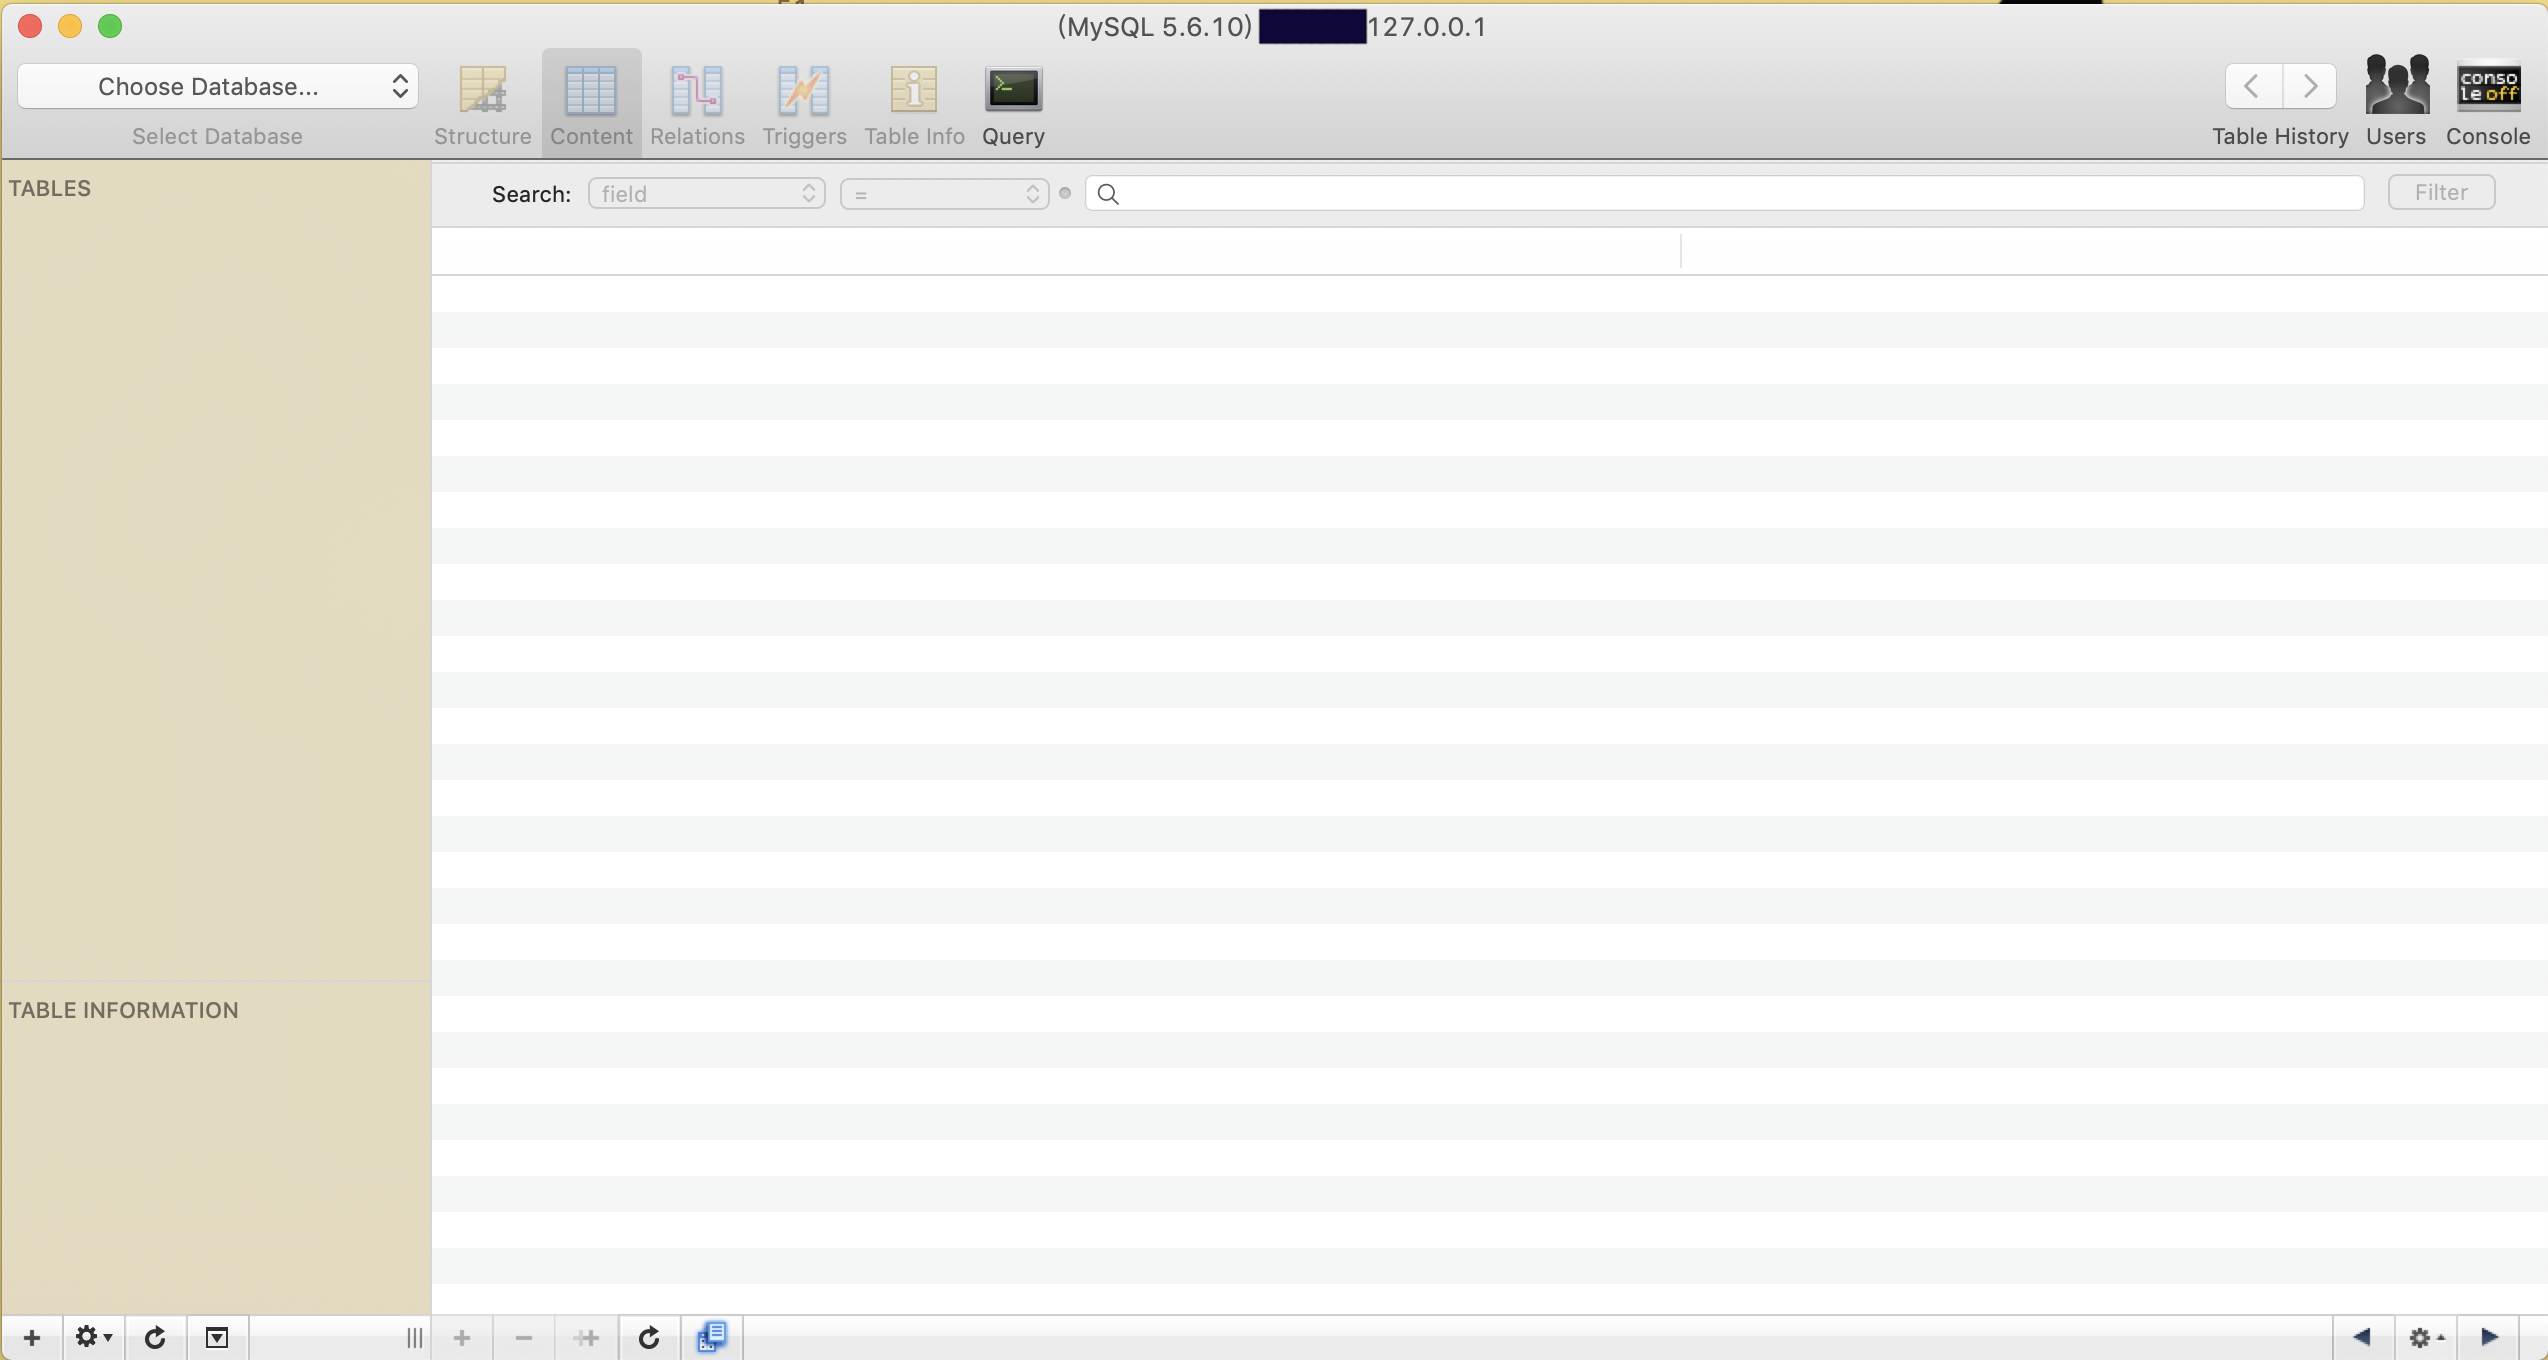 (MySQL 5.6.10) 127.0.0.1
Choose Database...
Select Database
Structure
Content
Relations
Triggers
Table Info
Query
Table History
Users
conso
le off
Console
TABLES
Search: field = Filter
TABLE INFORMATION